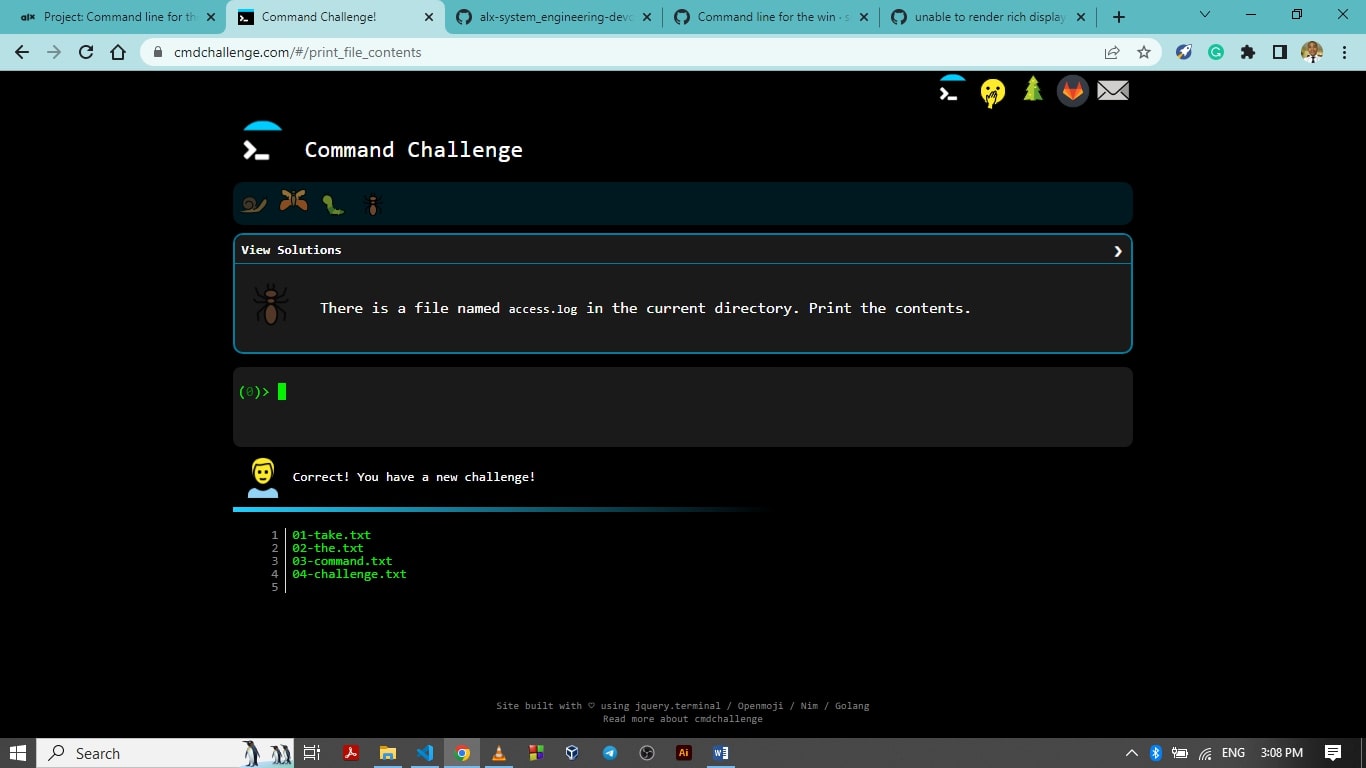 alx Project: Command line for th
Command Challenge!
alx-system_engineering-devo
Command line for the win · s
unable to render rich display
cmdchallenge.com/#/print_file_contents
Command Challenge
View Solutions
There is a file named access.log in the current directory. Print the contents.
(0)>
Correct! You have a new challenge!
1 01-take.txt
2 02-the.txt
3 03-command.txt
4 04-challenge.txt
5
Site built with ♡ using jquery.terminal / Openmoji / Nim / Golang
Read more about cmdchallenge
Search
Ai
W
ENG
3:08 PM